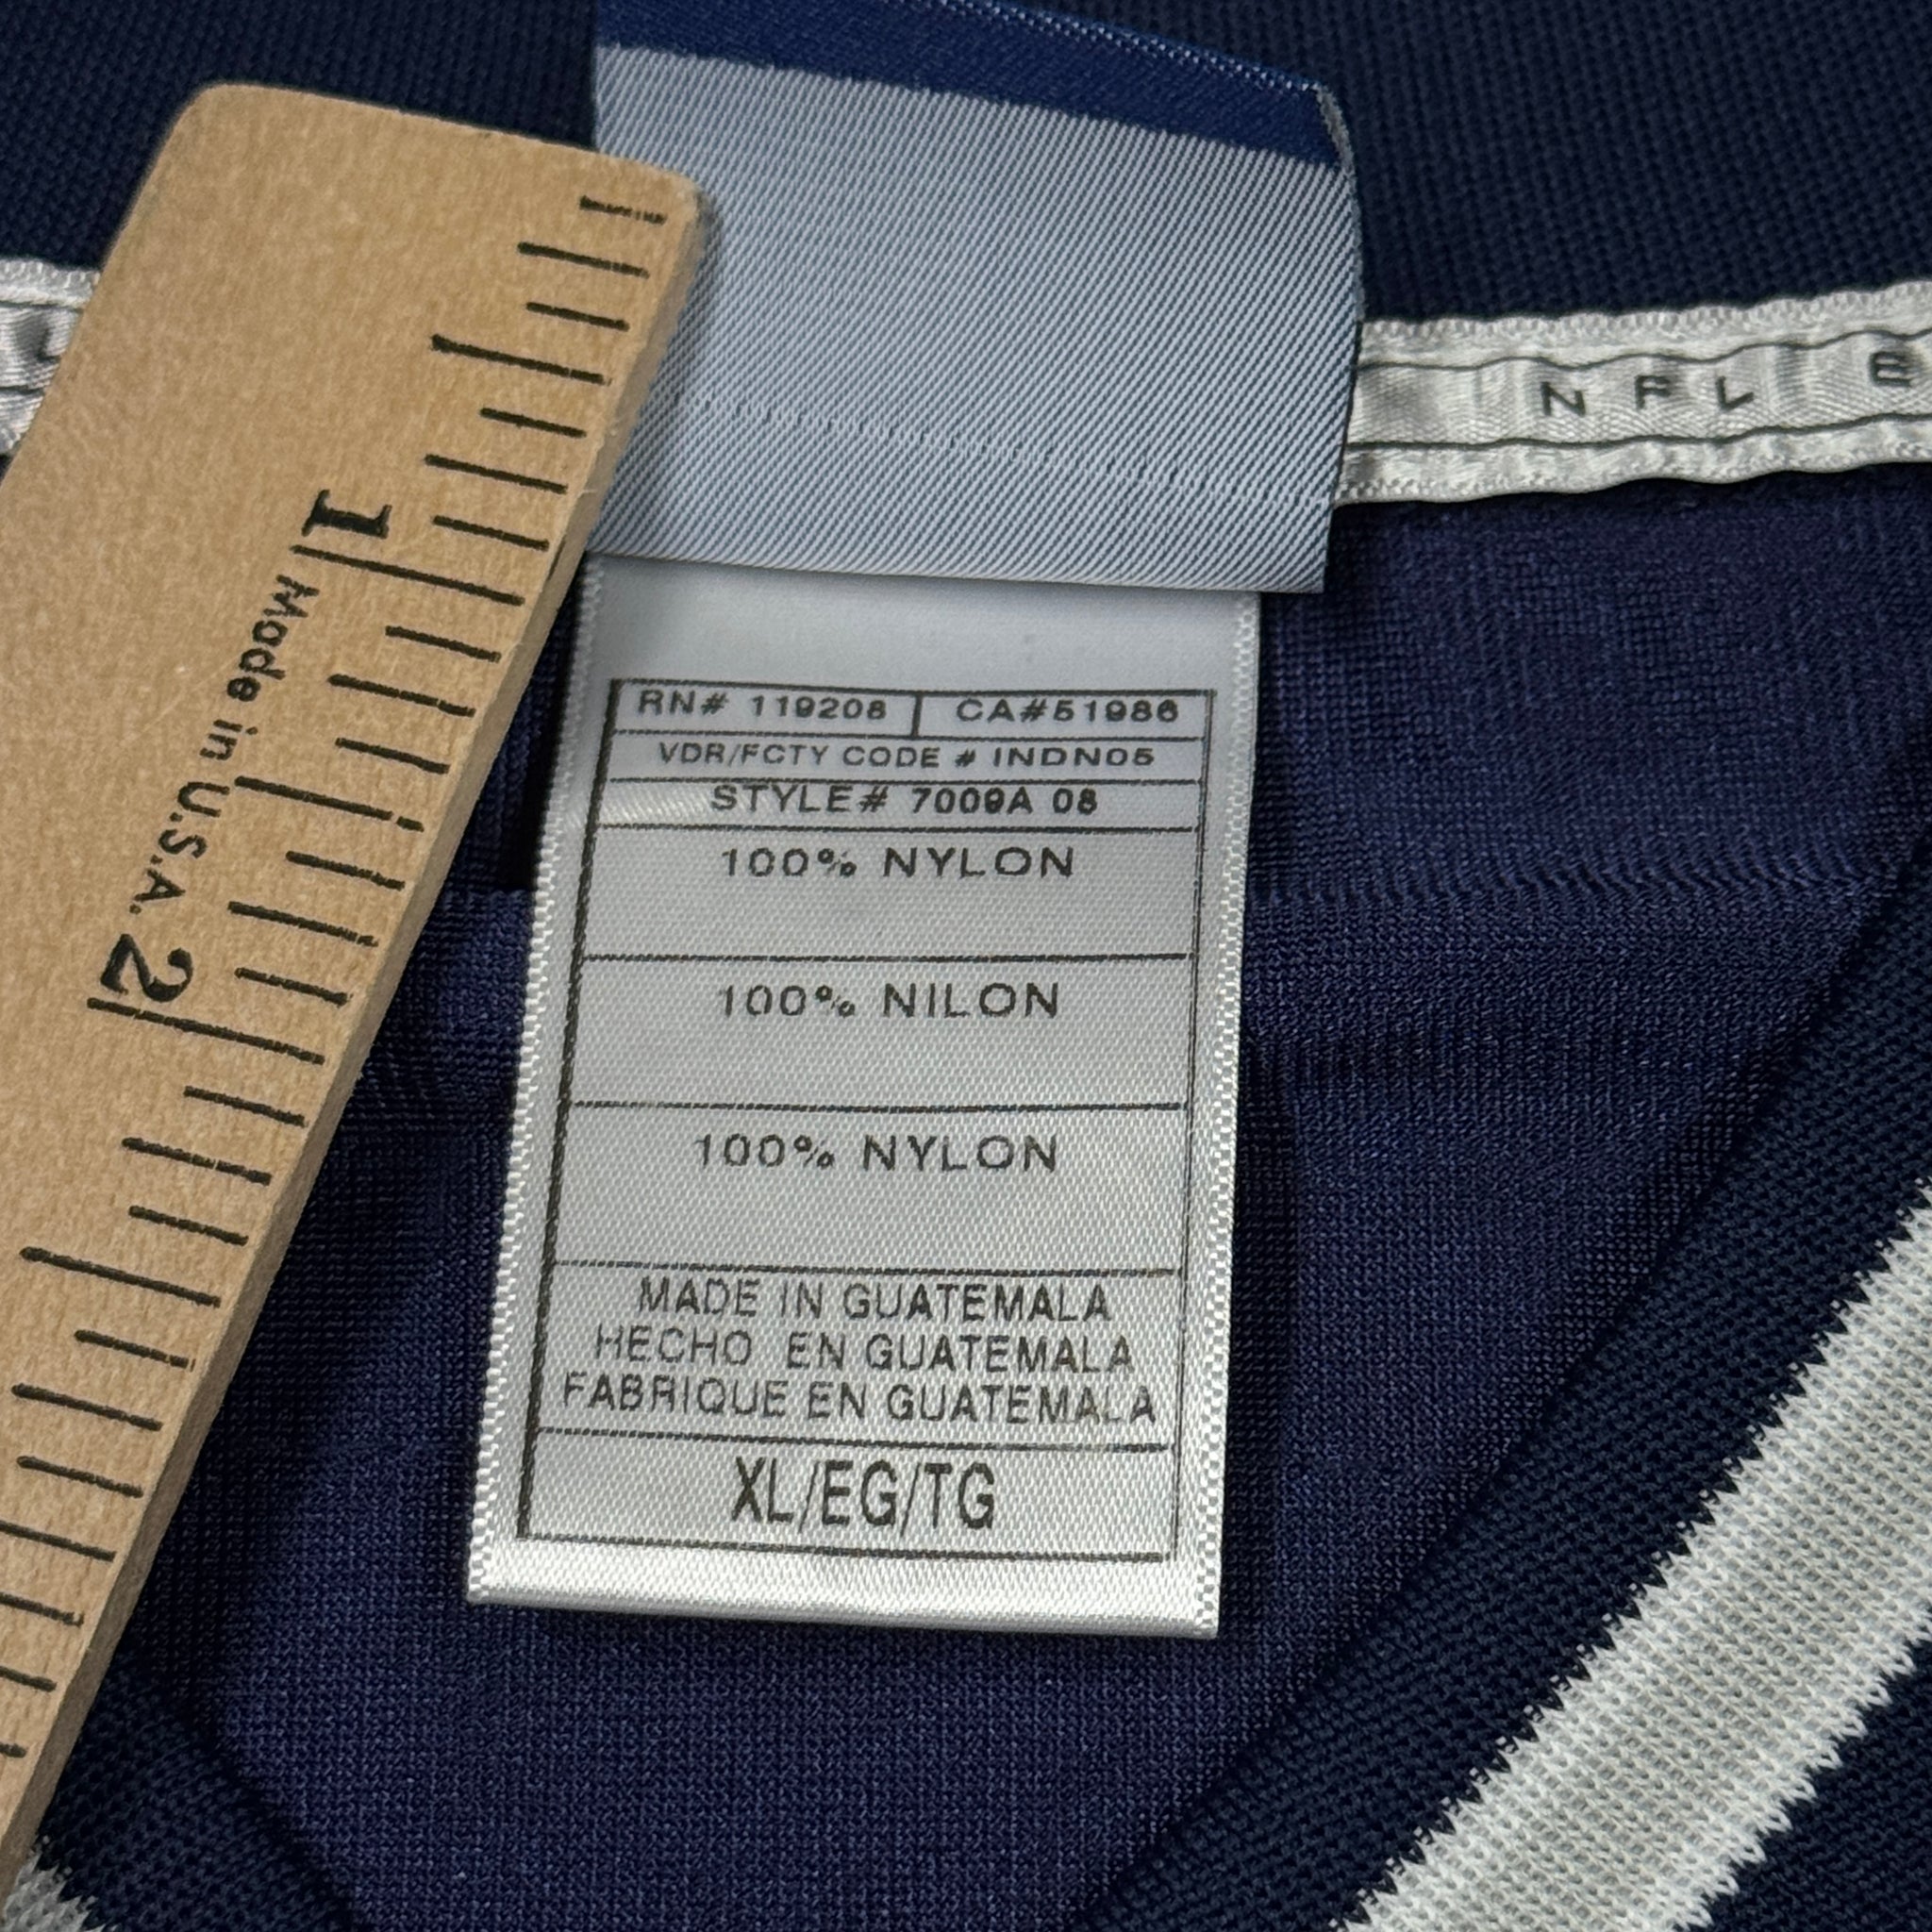 1
Made in U.S.A.
2
NFL E
RN# 119208 CA#51986
VDR/FCTY CODE # INDN05
STYLE# 7009A 08
100% NYLON
100% NILON
100% NYLON
MADE IN GUATEMALA
HECHO EN GUATEMALA
FABRIQUE EN GUATEMALA
XL/EG/TG